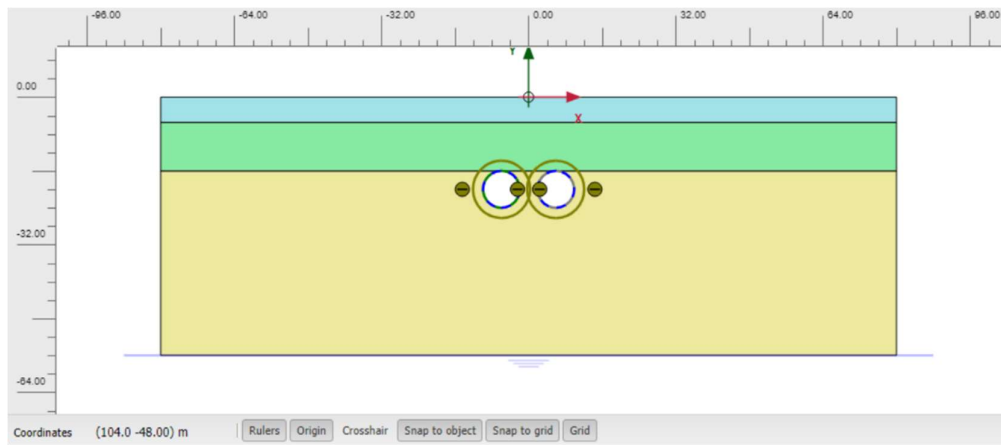 -96.00 -64.00 -32.00 0.00 32.00 64.00 96.00
Y
0.00
X
-32.00
-64.00
Coordinates (104.0 -48.00) m Rulers Origin Crosshair Snap to object Snap to grid Grid